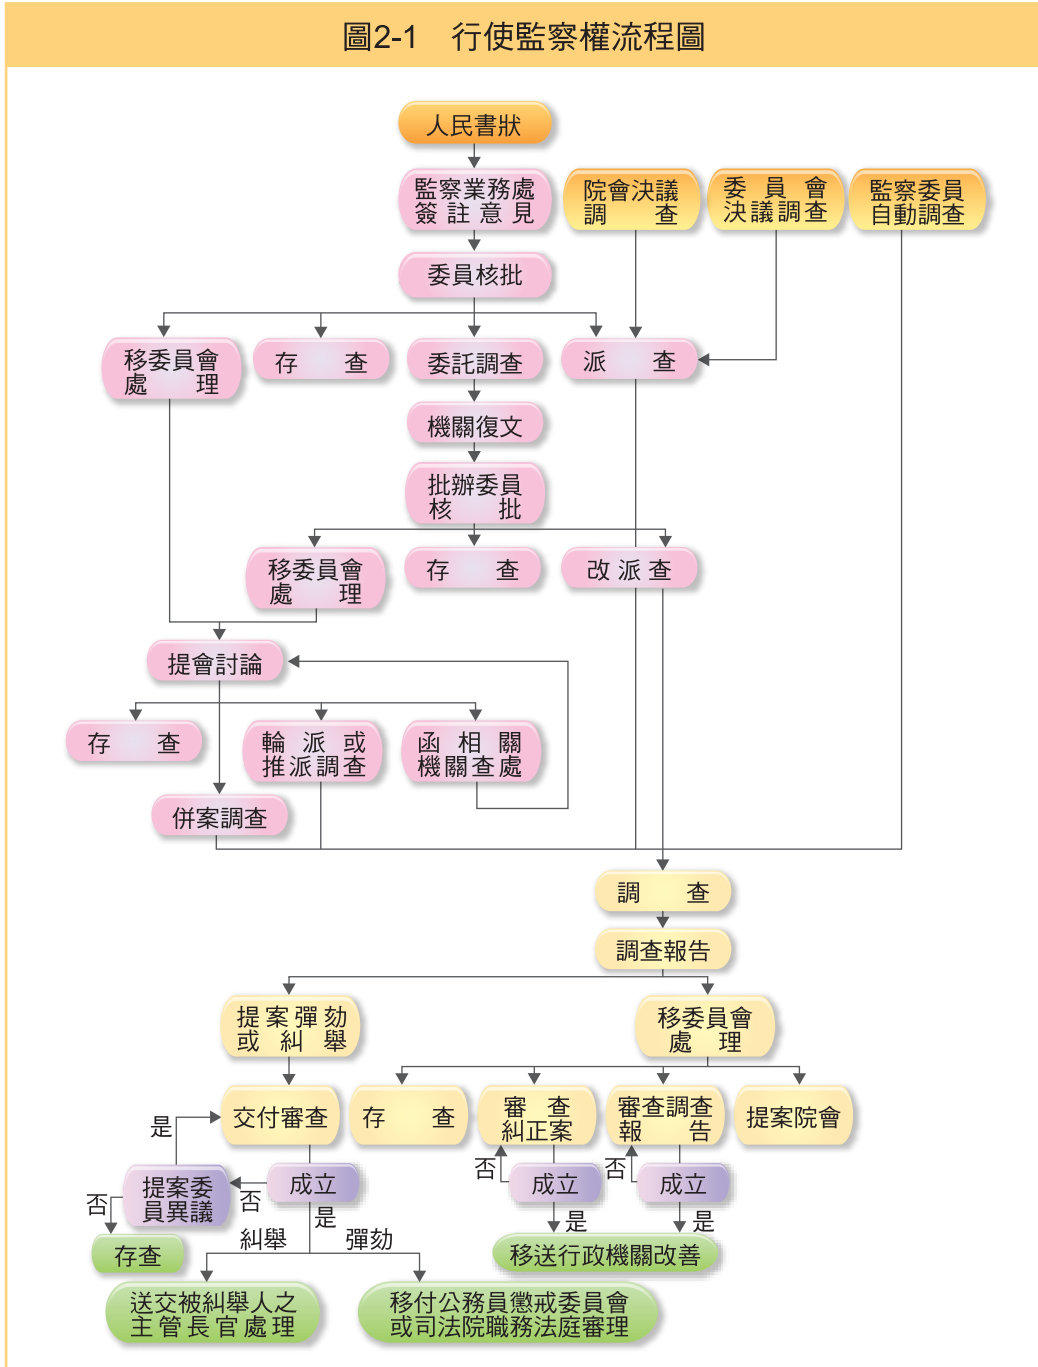 圖2-1　行使監察權流程圖
人民書狀
監察業務處
簽註意見
院會決議
調查
委員會
決議調查
監察委員
自動調查
委員核批
移委員會
處理
存查
委託調查
派查
機關復文
批辦委員
核批
移委員會
處理
存查
改派查
提會討論
存查
輪派或
推派調查
函相關
機關查處
併案調查
調查
調查報告
提案彈劾
或糾舉
移委員會
處理
交付審查
存查
審查
糾正案
審查調查
報告
提案院會
是
否
否
提案委
員異議
否
成立
成立
成立
否
是
是
是
存查
糾舉
彈劾
移送行政機關改善
送交被糾舉人之
主管長官處理
移付公務員懲戒委員會
或司法院職務法庭審理